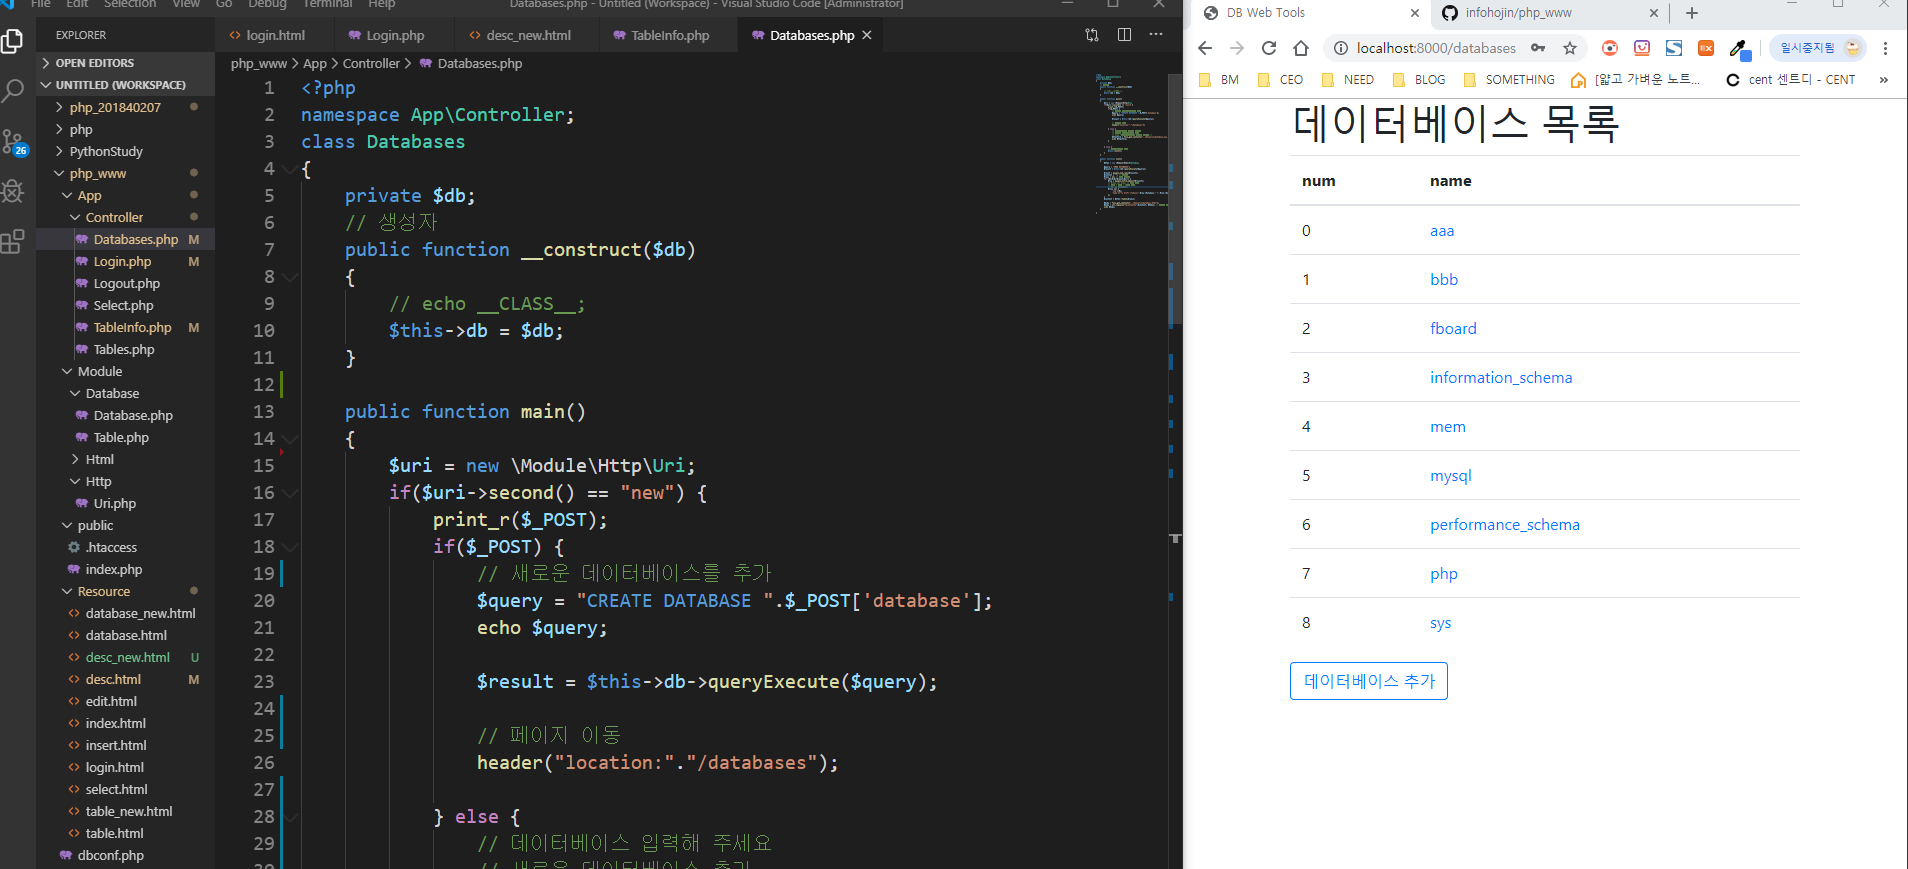 File Edit Selection View Go Debug Terminal Help
Databases.php - Untitled (Workspace) - Visual Studio Code [Administrator]
EXPLORER
OPEN EDITORS
UNTITLED (WORKSPACE)
php_201840207
php
PythonStudy
php_www
App
Controller
Databases.php M
Login.php M
Logout.php
Select.php
TableInfo.php M
Tables.php
Module
Database
Database.php
Table.php
Html
Http
Uri.php
public
.htaccess
index.php
Resource
database_new.html
database.html
desc_new.html U
desc.html M
edit.html
index.html
insert.html
login.html
select.html
table_new.html
table.html
dbconf.php
26
login.html Login.php desc_new.html TableInfo.php Databases.php
php_www > App > Controller > Databases.php
1 <?php
2 namespace App\Controller;
3 class Databases
4 {
5 private $db;
6 // 생성자
7 public function __construct($db)
8 {
9 // echo __CLASS__;
10 $this->db = $db;
11 }
12
13 public function main()
14 {
15 $uri = new \Module\Http\Uri;
16 if($uri->second() == "new") {
17 print_r($_POST);
18 if($_POST) {
19 // 새로운 데이터베이스를 추가
20 $query = "CREATE DATABASE ".$_POST['database'];
21 echo $query;
22
23 $result = $this->db->queryExecute($query);
24
25 // 페이지 이동
26 header("location:"."/databases");
27
28 } else {
29 // 데이터베이스 입력해 주세요
30 // 새로운 데이터베이스 추가
DB Web Tools
infohojin/php_www
localhost:8000/databases
일시중지됨
BM CEO NEED BLOG SOMETHING [얇고 가벼운 노트... cent 센트디 - CENT »
데이터베이스 목록
num name
0 aaa
1 bbb
2 fboard
3 information_schema
4 mem
5 mysql
6 performance_schema
7 php
8 sys
데이터베이스 추가